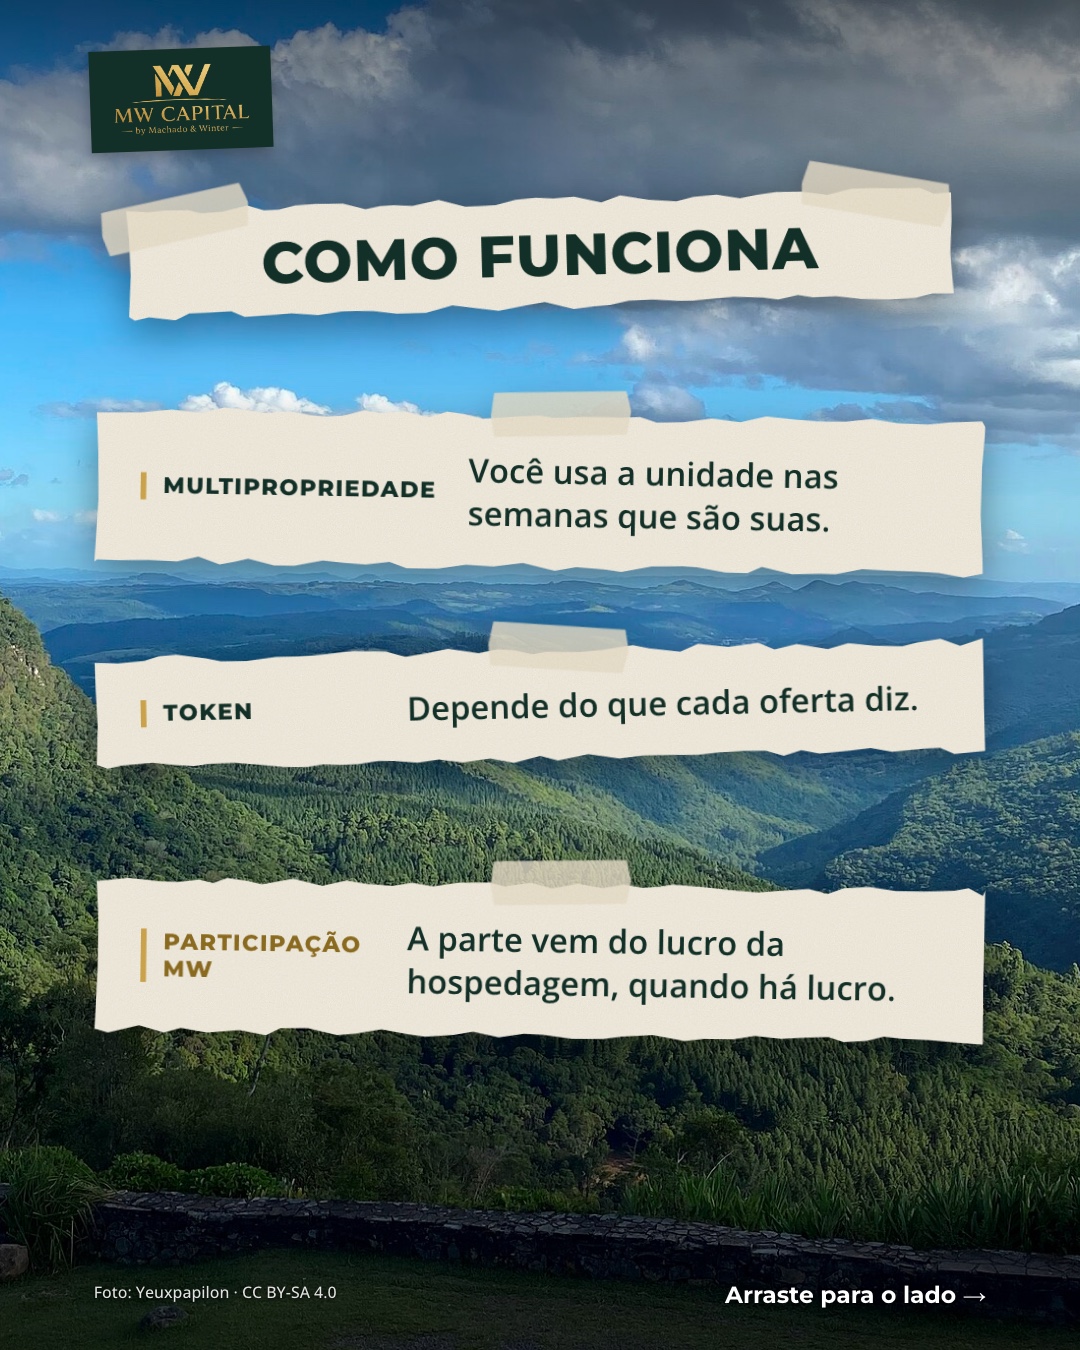 MW CAPITAL
by Machado & Winter
COMO FUNCIONA
MULTIPROPRIEDADE
Você usa a unidade nas
semanas que são suas.
TOKEN
Depende do que cada oferta diz.
PARTICIPAÇÃO
MW
A parte vem do lucro da
hospedagem, quando há lucro.
Foto: Yeuxpapilon · CC BY-SA 4.0
Arraste para o lado →